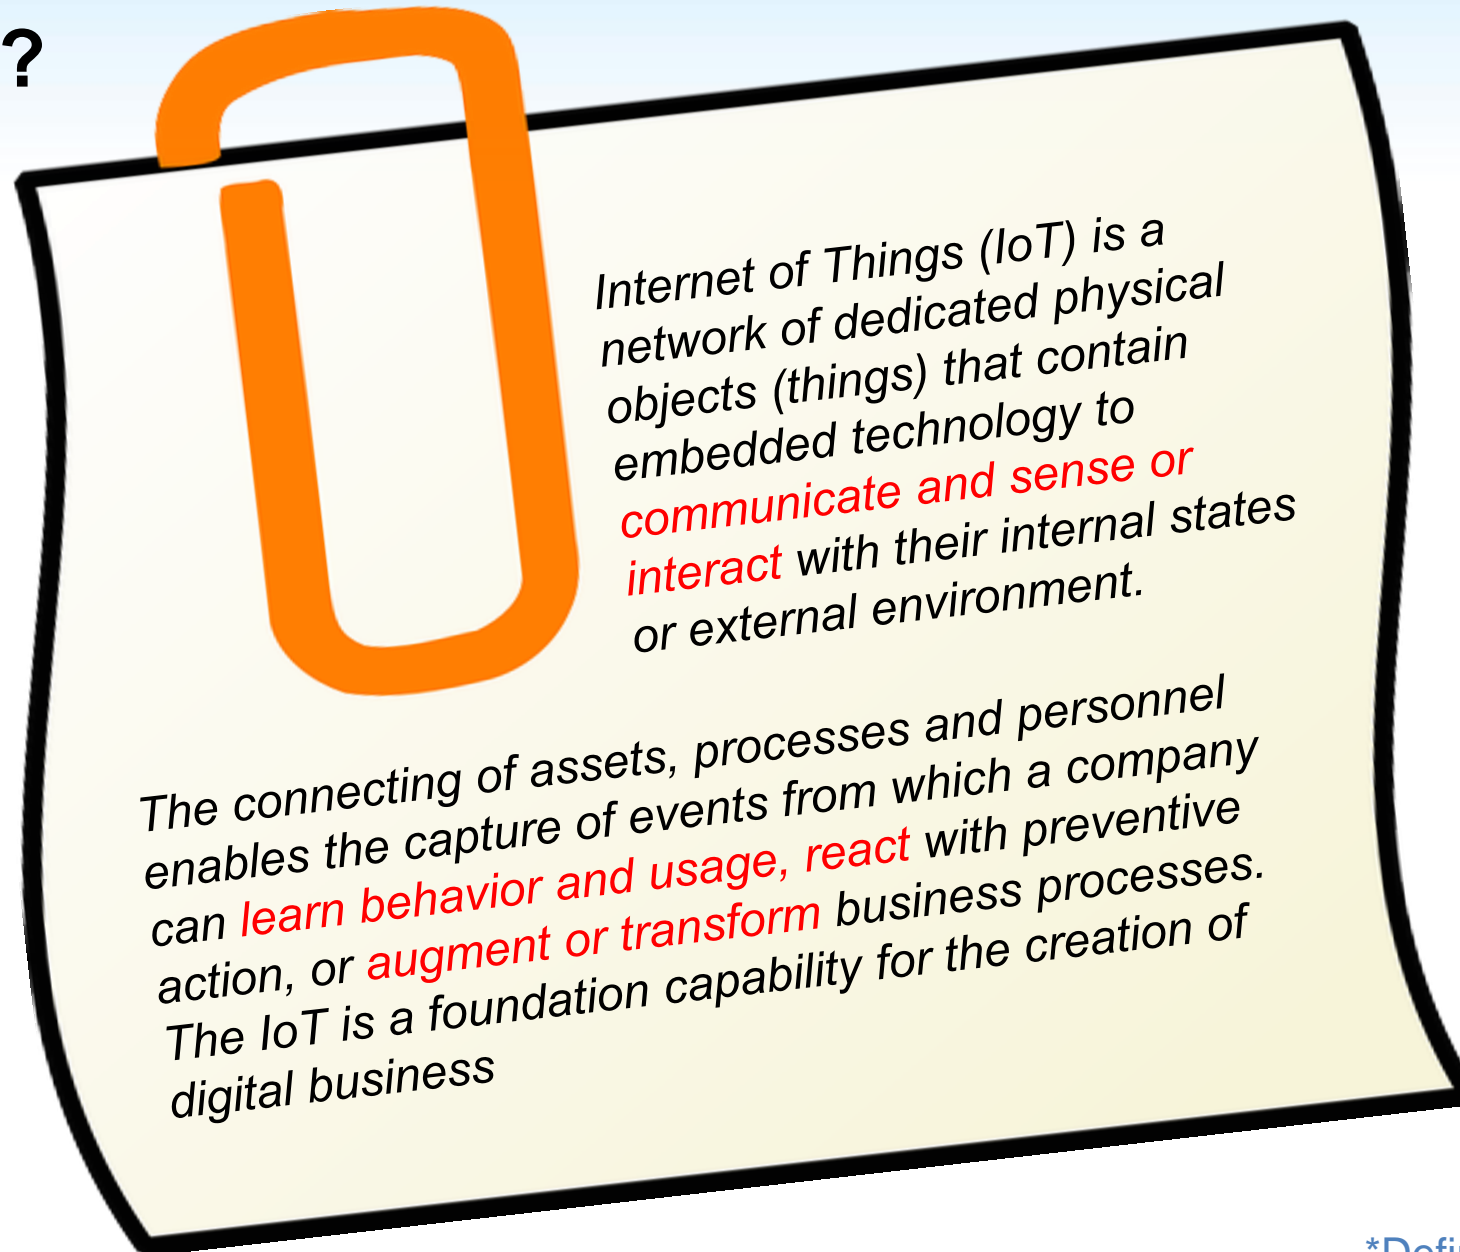 ?
Internet of Things (IoT) is a
network of dedicated physical
objects (things) that contain
embedded technology to
communicate and sense or
interact with their internal states
or external environment.
The connecting of assets, processes and personnel
enables the capture of events from which a company
can learn behavior and usage, react with preventive
action, or augment or transform business processes.
The IoT is a foundation capability for the creation of
digital business